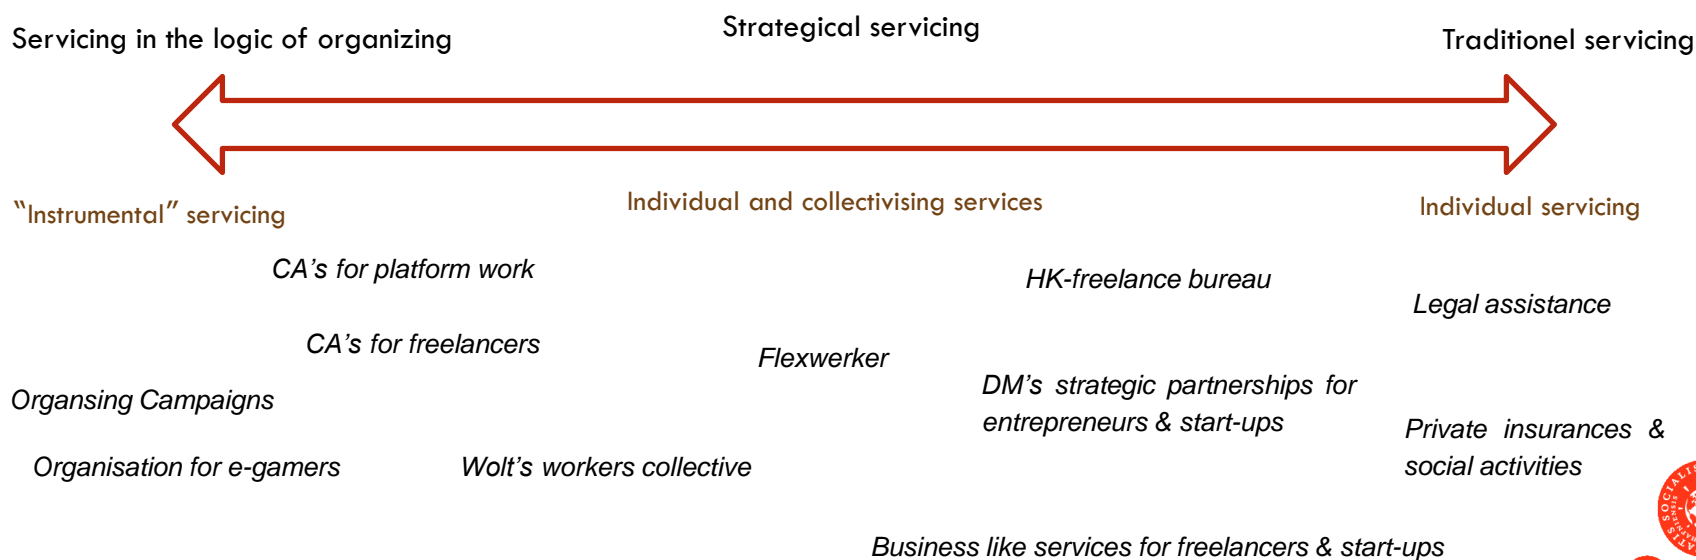 Servicing in the logic of organizing
Strategical servicing
Traditionel servicing
“Instrumental” servicing
Individual and collectivising services
Individual servicing
CA’s for platform work
HK-freelance bureau
Legal assistance
CA’s for freelancers
Flexwerker
Organsing Campaigns
DM’s strategic partnerships for
entrepreneurs & start-ups
Private insurances &
social activities
Organisation for e-gamers
Wolt’s workers collective
Business like services for freelancers & start-ups